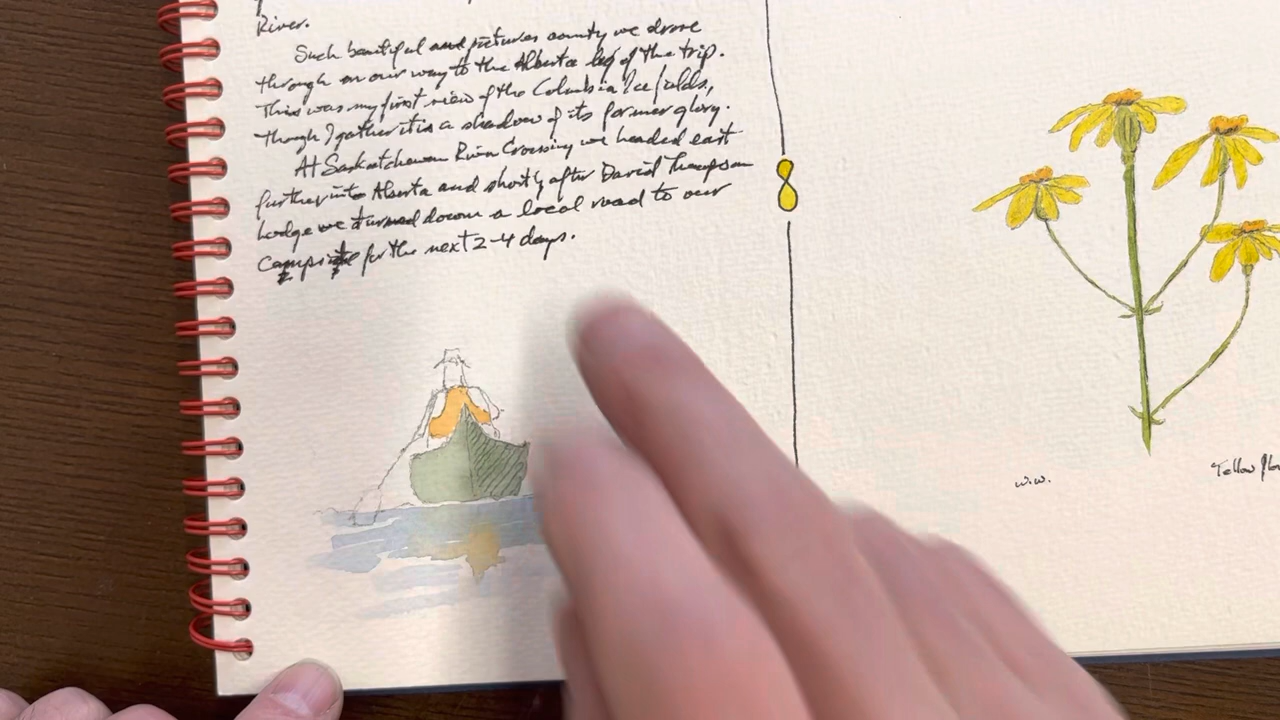 River.
Such beautiful and pictures county we drove
through on our way to the Alberta leg of the trip.
This was my first view of the Columbia Icefields,
though I gather it is a shadow of its former glory.
At Saskatchewan River Crossing we headed east
further into Alberta and shortly after David Thompson
Lodge we turned down a local road to our
campsite for the next 2-4 days.
8
w.w.
Yellow